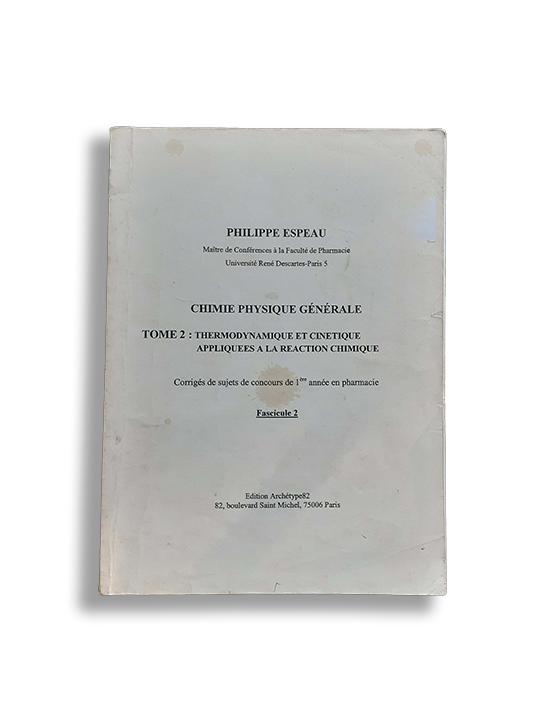 PHILIPPE ESPEAU
Maître de Conférences à la Faculté de Pharmacie
Université René Descartes-Paris 5
CHIMIE PHYSIQUE GÉNÉRALE
TOME 2 : THERMODYNAMIQUE ET CINETIQUE
APPLIQUEES A LA REACTION CHIMIQUE
Corrigés de sujets de concours de 1ère année en pharmacie
Fascicule 2
Edition Archétype82
82, boulevard Saint Michel, 75006 Paris